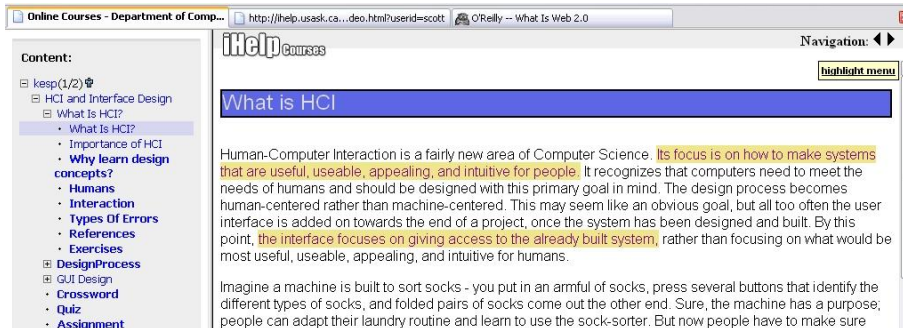 Online Courses - Department of Comp...
http://ihelp.usask.ca...deo.html?userid=scott
O'Reilly -- What Is Web 2.0
Content:
kesp(1/2)
HCI and Interface Design
What Is HCI?
What Is HCI?
Importance of HCI
Why learn design
concepts?
Humans
Interaction
Types Of Errors
References
Exercises
DesignProcess
GUI Design
Crossword
Quiz
Assignment
iHelp Courses
Navigation:
highlight menu
What is HCI
Human-Computer Interaction is a fairly new area of Computer Science. Its focus is on how to make systems
that are useful, useable, appealing, and intuitive for people. It recognizes that computers need to meet the
needs of humans and should be designed with this primary goal in mind. The design process becomes
human-centered rather than machine-centered. This may seem like an obvious goal, but all too often the user
interface is added on towards the end of a project, once the system has been designed and built. By this
point, the interface focuses on giving access to the already built system, rather than focusing on what would be
most useful, useable, appealing, and intuitive for humans.
Imagine a machine is built to sort socks - you put in an armful of socks, press several buttons that identify the
different types of socks, and folded pairs of socks come out the other end. Sure, the machine has a purpose;
people can adapt their laundry routine and learn to use the sock-sorter. But now people have to make sure